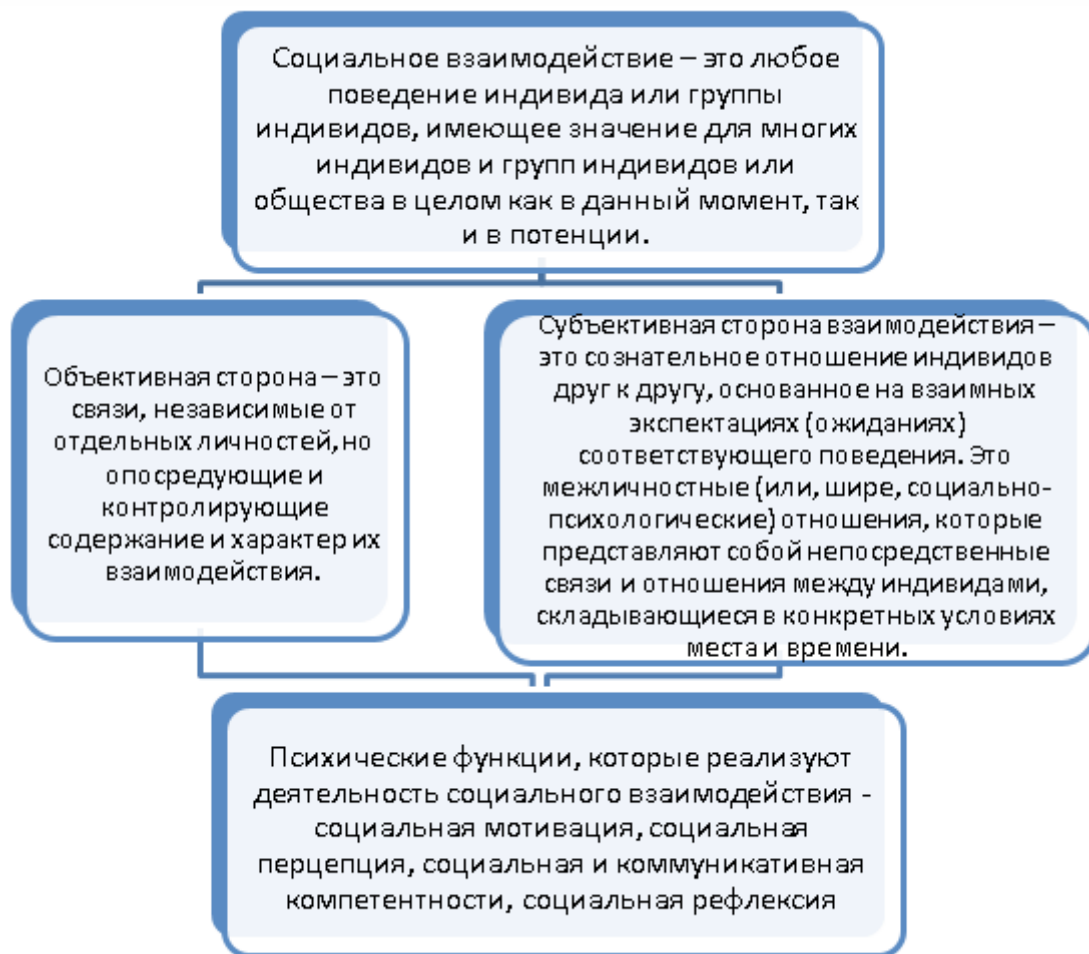 Социальное взаимодействие – это любое
поведение индивида или группы
индивидов, имеющее значение для многих
индивидов и групп индивидов или
общества в целом как в данный момент, так
и в потенции.
Объективная сторона – это
связи, независимые от
отдельных личностей, но
опосредующие и
контролирующие
содержание и характер их
взаимодействия.
Субъективная сторона взаимодействия –
это сознательное отношение индивидов
друг к другу, основанное на взаимных
экспектациях (ожиданиях)
соответствующего поведения. Это
межличностные (или, шире, социально-
психологические) отношения, которые
представляют собой непосредственные
связи и отношения между индивидами,
складывающиеся в конкретных условиях
места и времени.
Психические функции, которые реализуют
деятельность социального взаимодействия -
социальная мотивация, социальная
перцепция, социальная и коммуникативная
компетентности, социальная рефлексия